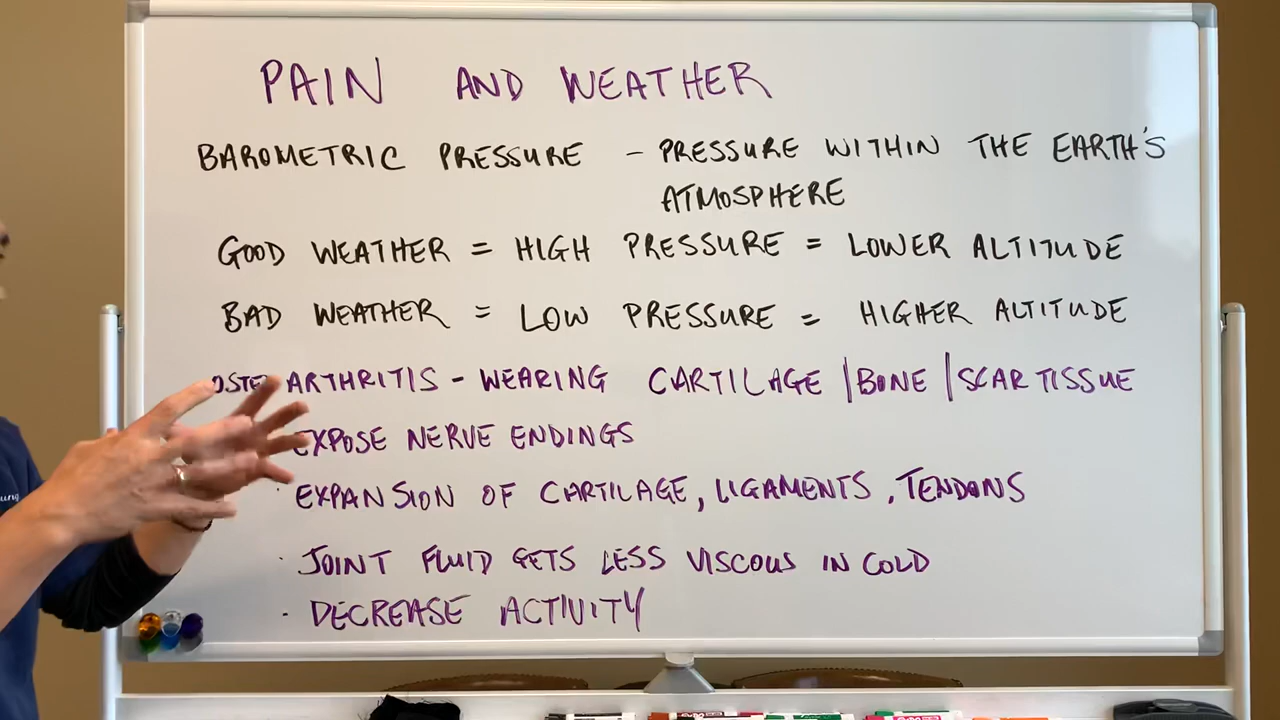 PAIN AND WEATHER
BAROMETRIC PRESSURE - PRESSURE WITHIN THE EARTH'S
ATMOSPHERE
GOOD WEATHER = HIGH PRESSURE = LOWER ALTITUDE
BAD WEATHER = LOW PRESSURE = HIGHER ALTITUDE
ARTHRITIS - WEARING CARTILAGE | BONE | SCAR TISSUE
EXPOSE NERVE ENDINGS
· EXPANSION OF CARTILAGE, LIGAMENTS, TENDONS
· JOINT FLUID GETS LESS VISCOUS IN COLD
· DECREASE ACTIVITY